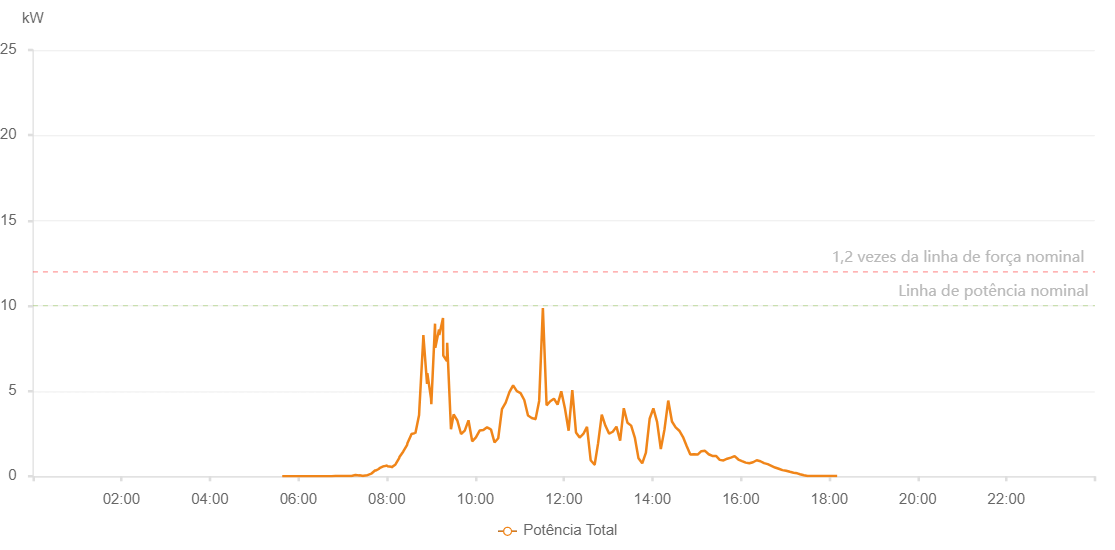 kW
25
20
15
1,2 vezes da linha de força nominal
Linha de potência nominal
10
5
0
02:00 04:00 06:00 08:00 10:00 12:00 14:00 16:00 18:00 20:00 22:00
Potência Total